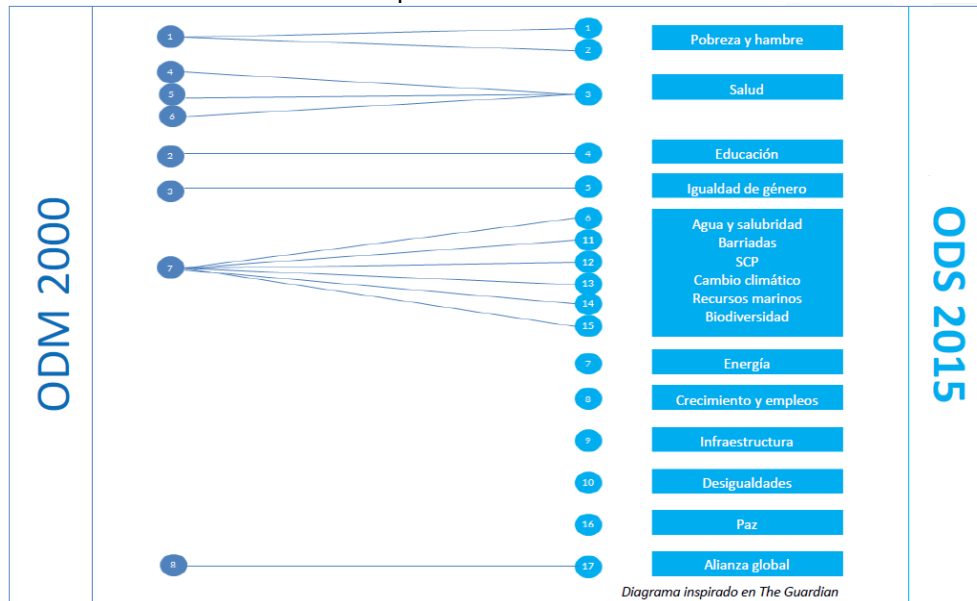 ODM 2000
1
1
2
Pobreza y hambre
4
5
6
3
Salud
2
4
Educación
3
5
Igualdad de género
7
6
11
12
13
14
15
Agua y salubridad
Barriadas
SCP
Cambio climático
Recursos marinos
Biodiversidad
7
Energía
8
Crecimiento y empleos
9
Infraestructura
10
Desigualdades
16
Paz
8
17
Alianza global
Diagrama inspirado en The Guardian
ODS 2015